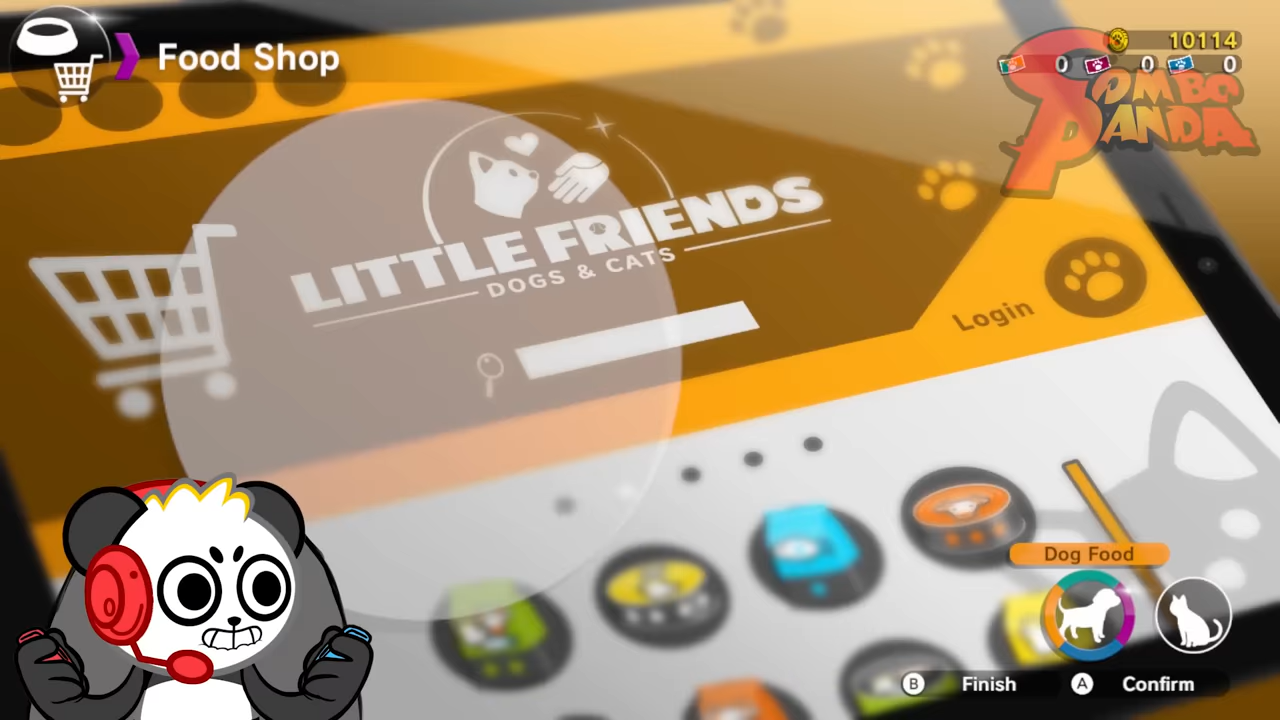 Food Shop
10114
0 0 0
COMBO
PANDA
LITTLE FRIENDS
DOGS & CATS
Login
Dog Food
B Finish A Confirm